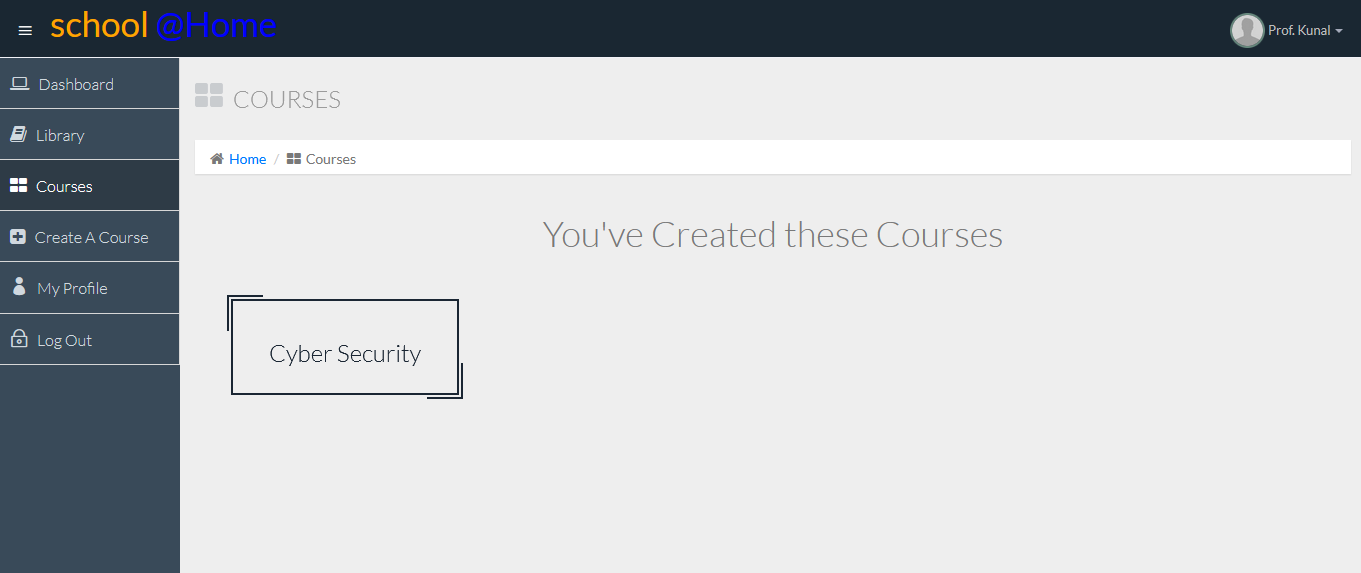 school @Home
Prof. Kunal
Dashboard
Library
Courses
Create A Course
My Profile
Log Out
COURSES
Home / Courses
You've Created these Courses
Cyber Security